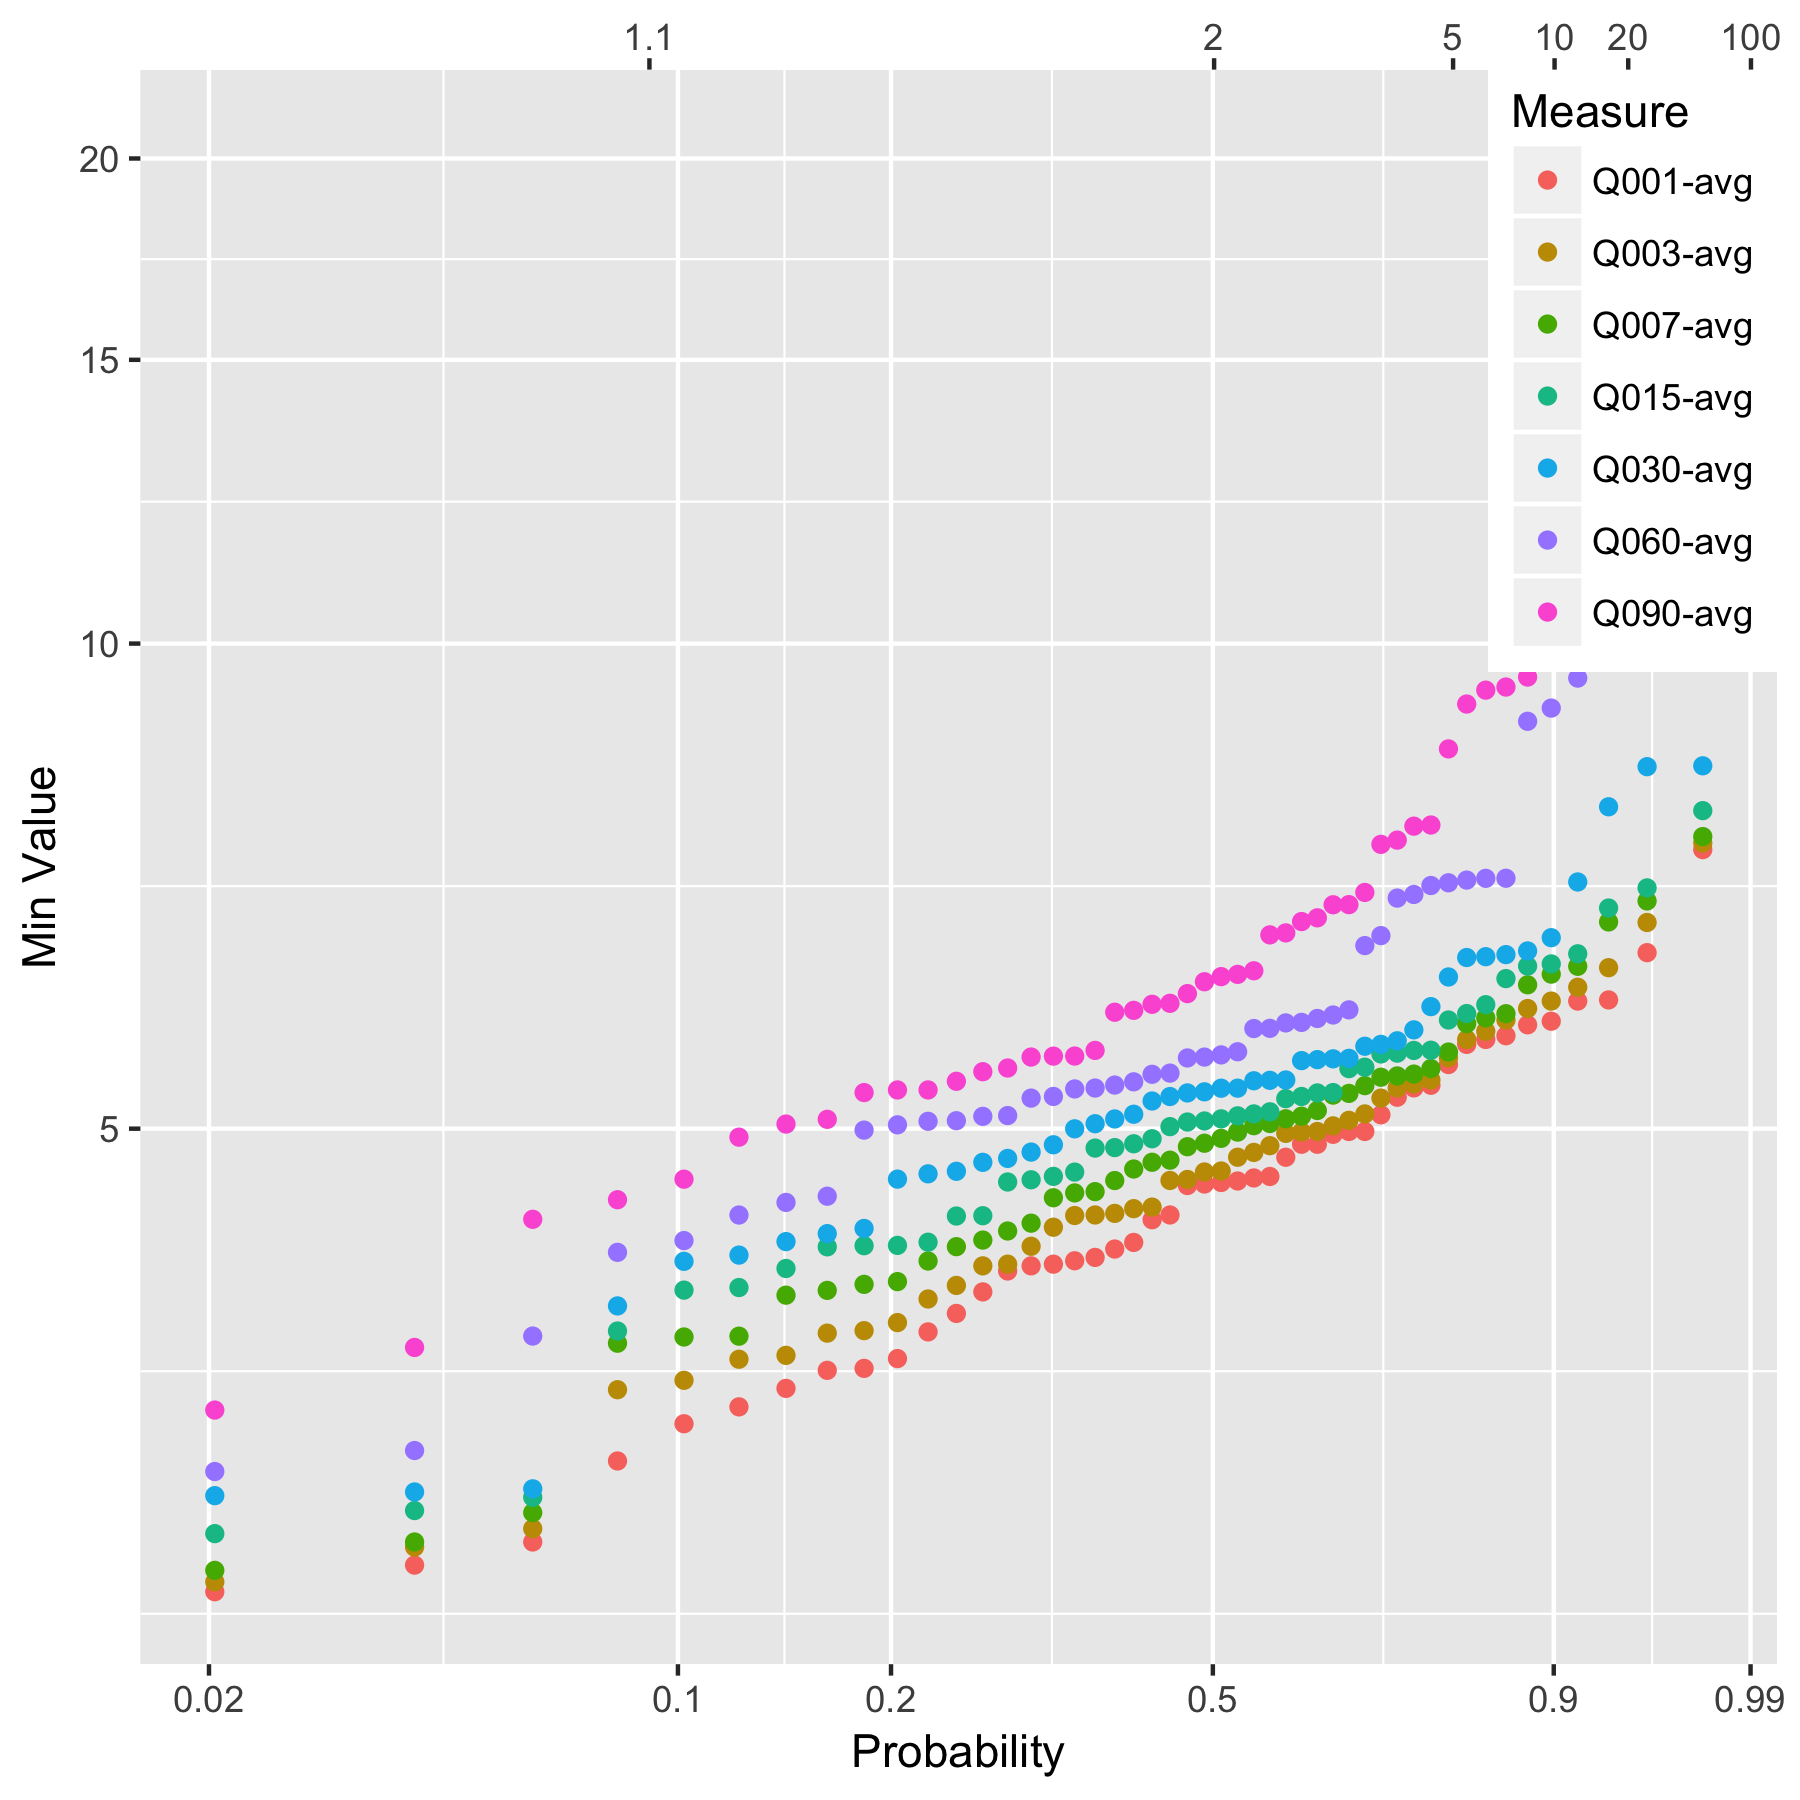 1.1 2 5 10 20 100
Measure
Q001-avg
Q003-avg
Q007-avg
Q015-avg
Q030-avg
Q060-avg
Q090-avg
20
15
10
5
Min Value
0.02 0.1 0.2 0.5 0.9 0.99
Probability